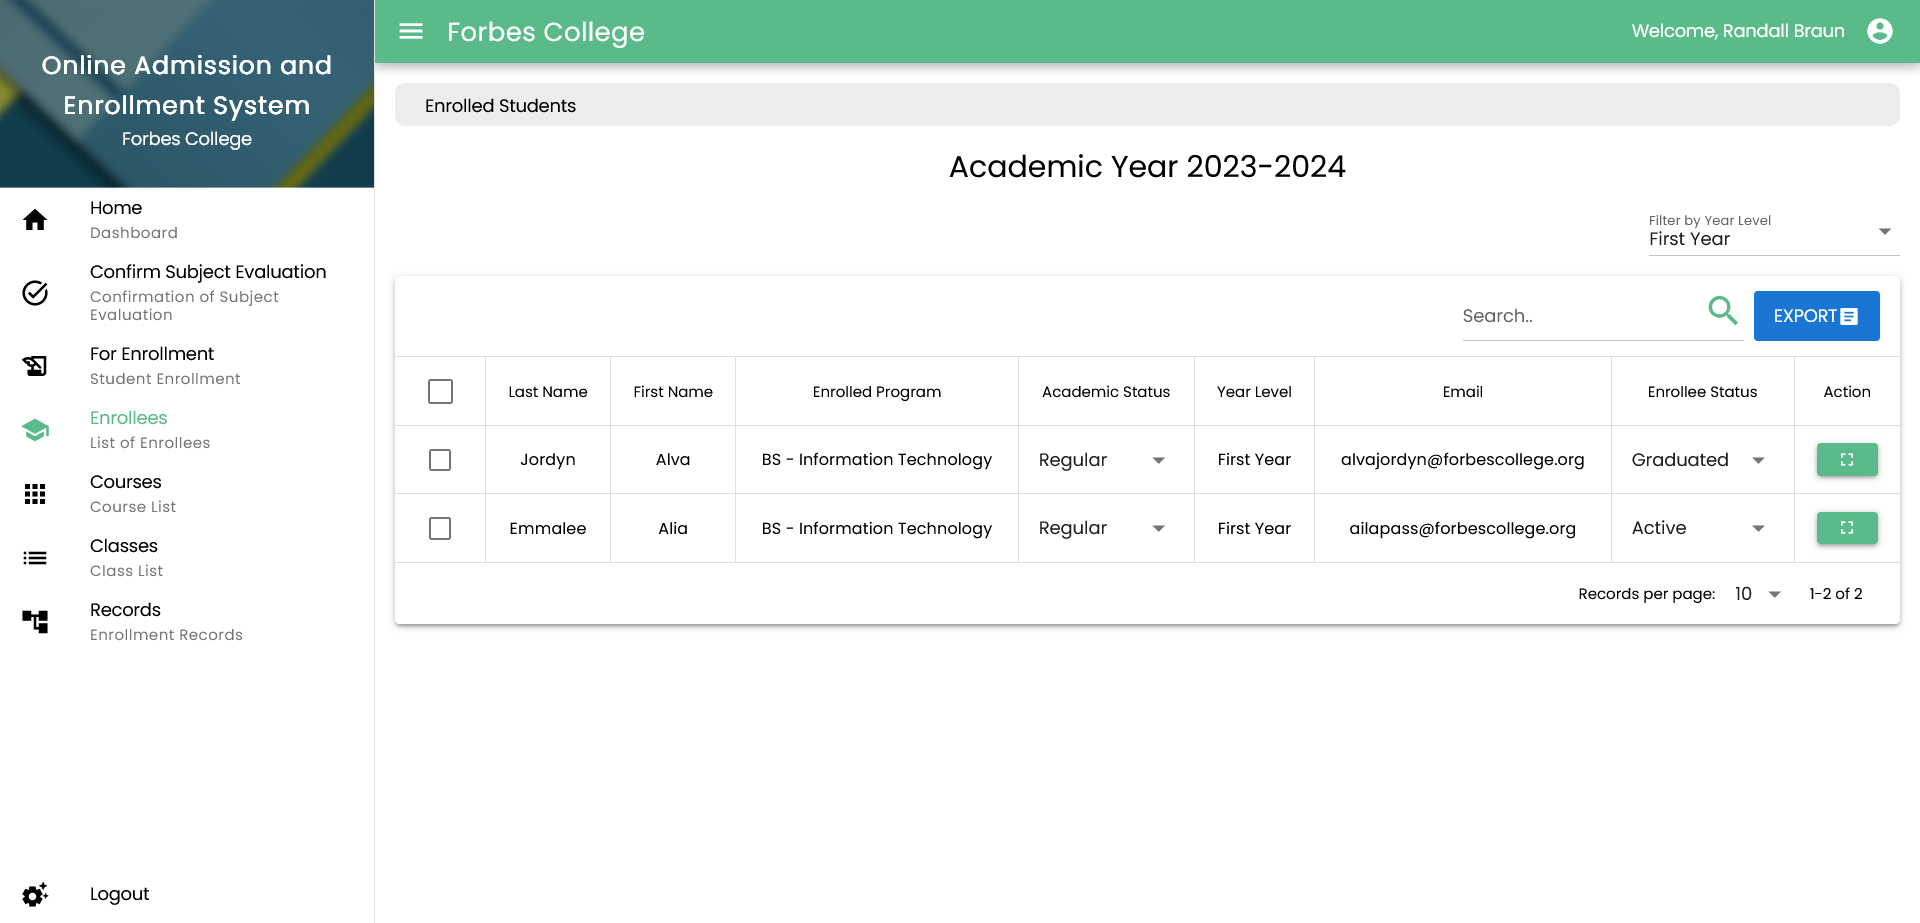 Online Admission and
Enrollment System
Forbes College
Home
Dashboard
Confirm Subject Evaluation
Confirmation of Subject
Evaluation
For Enrollment
Student Enrollment
Enrollees
List of Enrollees
Courses
Course List
Classes
Class List
Records
Enrollment Records
Logout
Forbes College
Welcome, Randall Braun
Enrolled Students
Academic Year 2023-2024
Filter by Year Level
First Year
Search..
EXPORT
Last Name First Name Enrolled Program Academic Status Year Level Email Enrollee Status Action
Jordyn Alva BS - Information Technology Regular First Year alvajordyn@forbescollege.org Graduated
Emmalee Alia BS - Information Technology Regular First Year ailapass@forbescollege.org Active
Records per page: 10 1-2 of 2